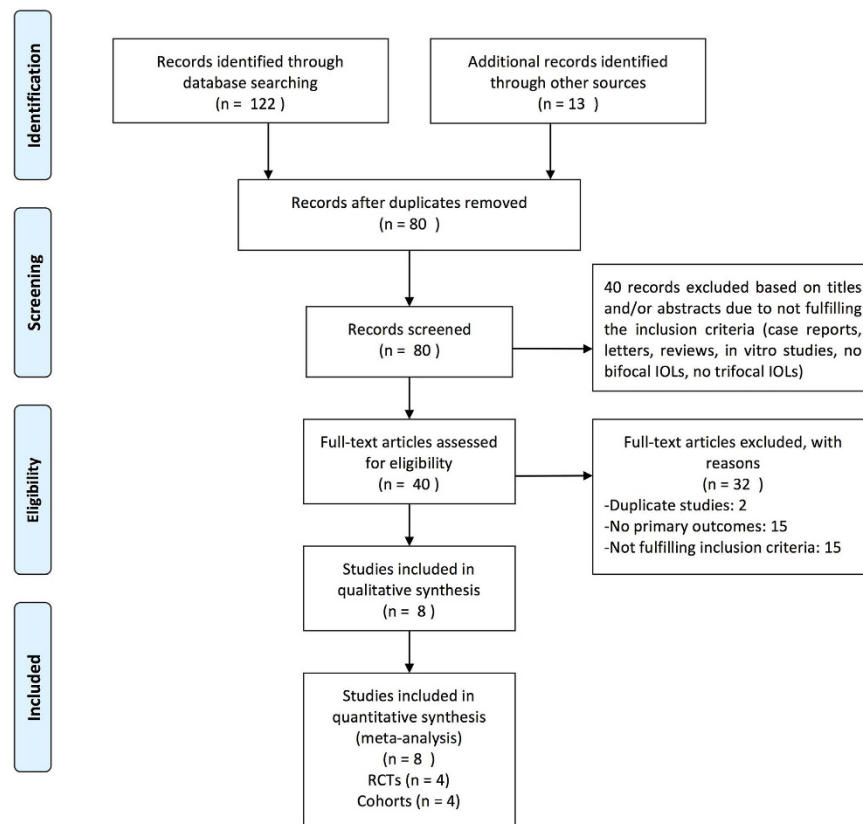 Identification
Records identified through
database searching
(n = 122 )
Additional records identified
through other sources
(n = 13 )
Records after duplicates removed
(n = 80 )
Screening
Records screened
(n = 80 )
40 records excluded based on titles
and/or abstracts due to not fulfilling
the inclusion criteria (case reports,
letters, reviews, in vitro studies, no
bifocal IOLs, no trifocal IOLs)
Eligibility
Full-text articles assessed
for eligibility
(n = 40 )
Full-text articles excluded, with
reasons
(n = 32 )
-Duplicate studies: 2
-No primary outcomes: 15
-Not fulfilling inclusion criteria: 15
Studies included in
qualitative synthesis
(n = 8 )
Included
Studies included in
quantitative synthesis
(meta-analysis)
(n = 8 )
RCTs (n = 4)
Cohorts (n = 4)